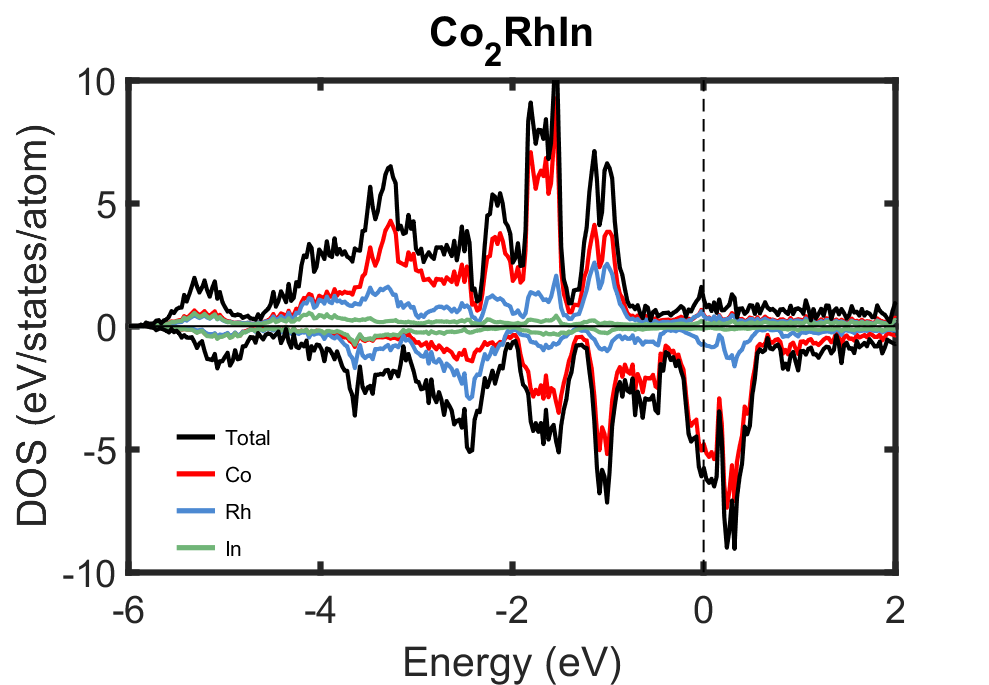 Co₂RhIn
10
5
0
-5
-10
DOS (eV/states/atom)
Total
Co
Rh
In
-6
-4
-2
0
2
Energy (eV)